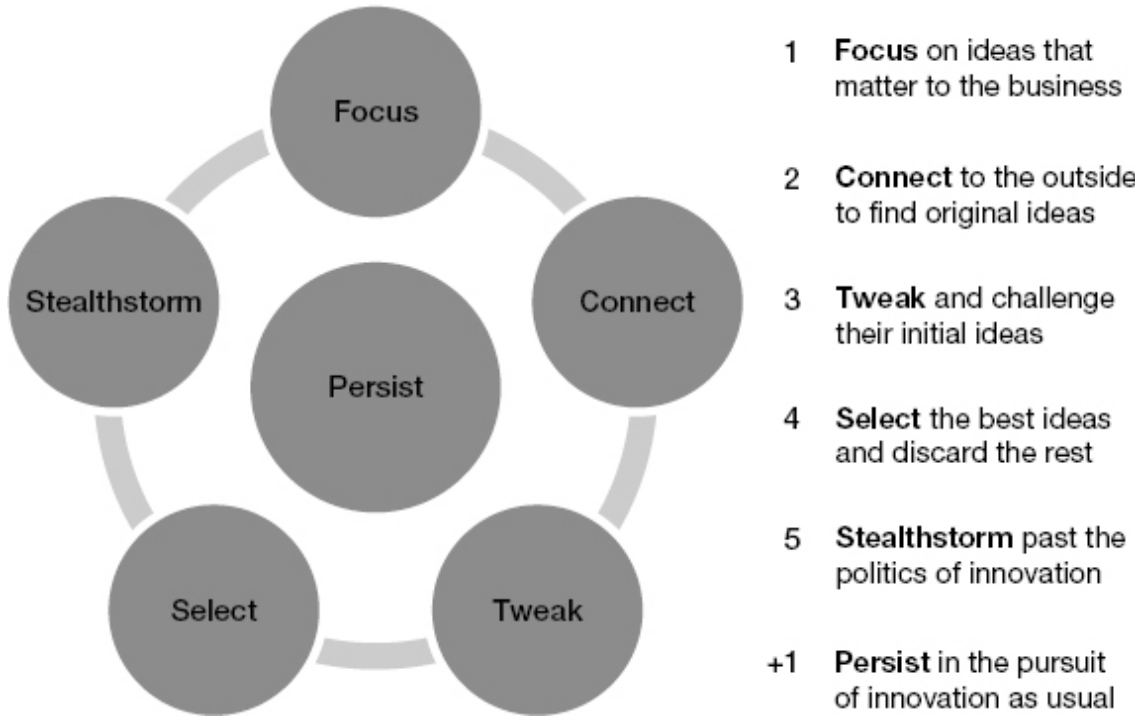 Focus
Stealthstorm
Connect
Persist
Select
Tweak
1 Focus on ideas that
matter to the business
2 Connect to the outside
to find original ideas
3 Tweak and challenge
their initial ideas
4 Select the best ideas
and discard the rest
5 Stealthstorm past the
politics of innovation
+1 Persist in the pursuit
of innovation as usual